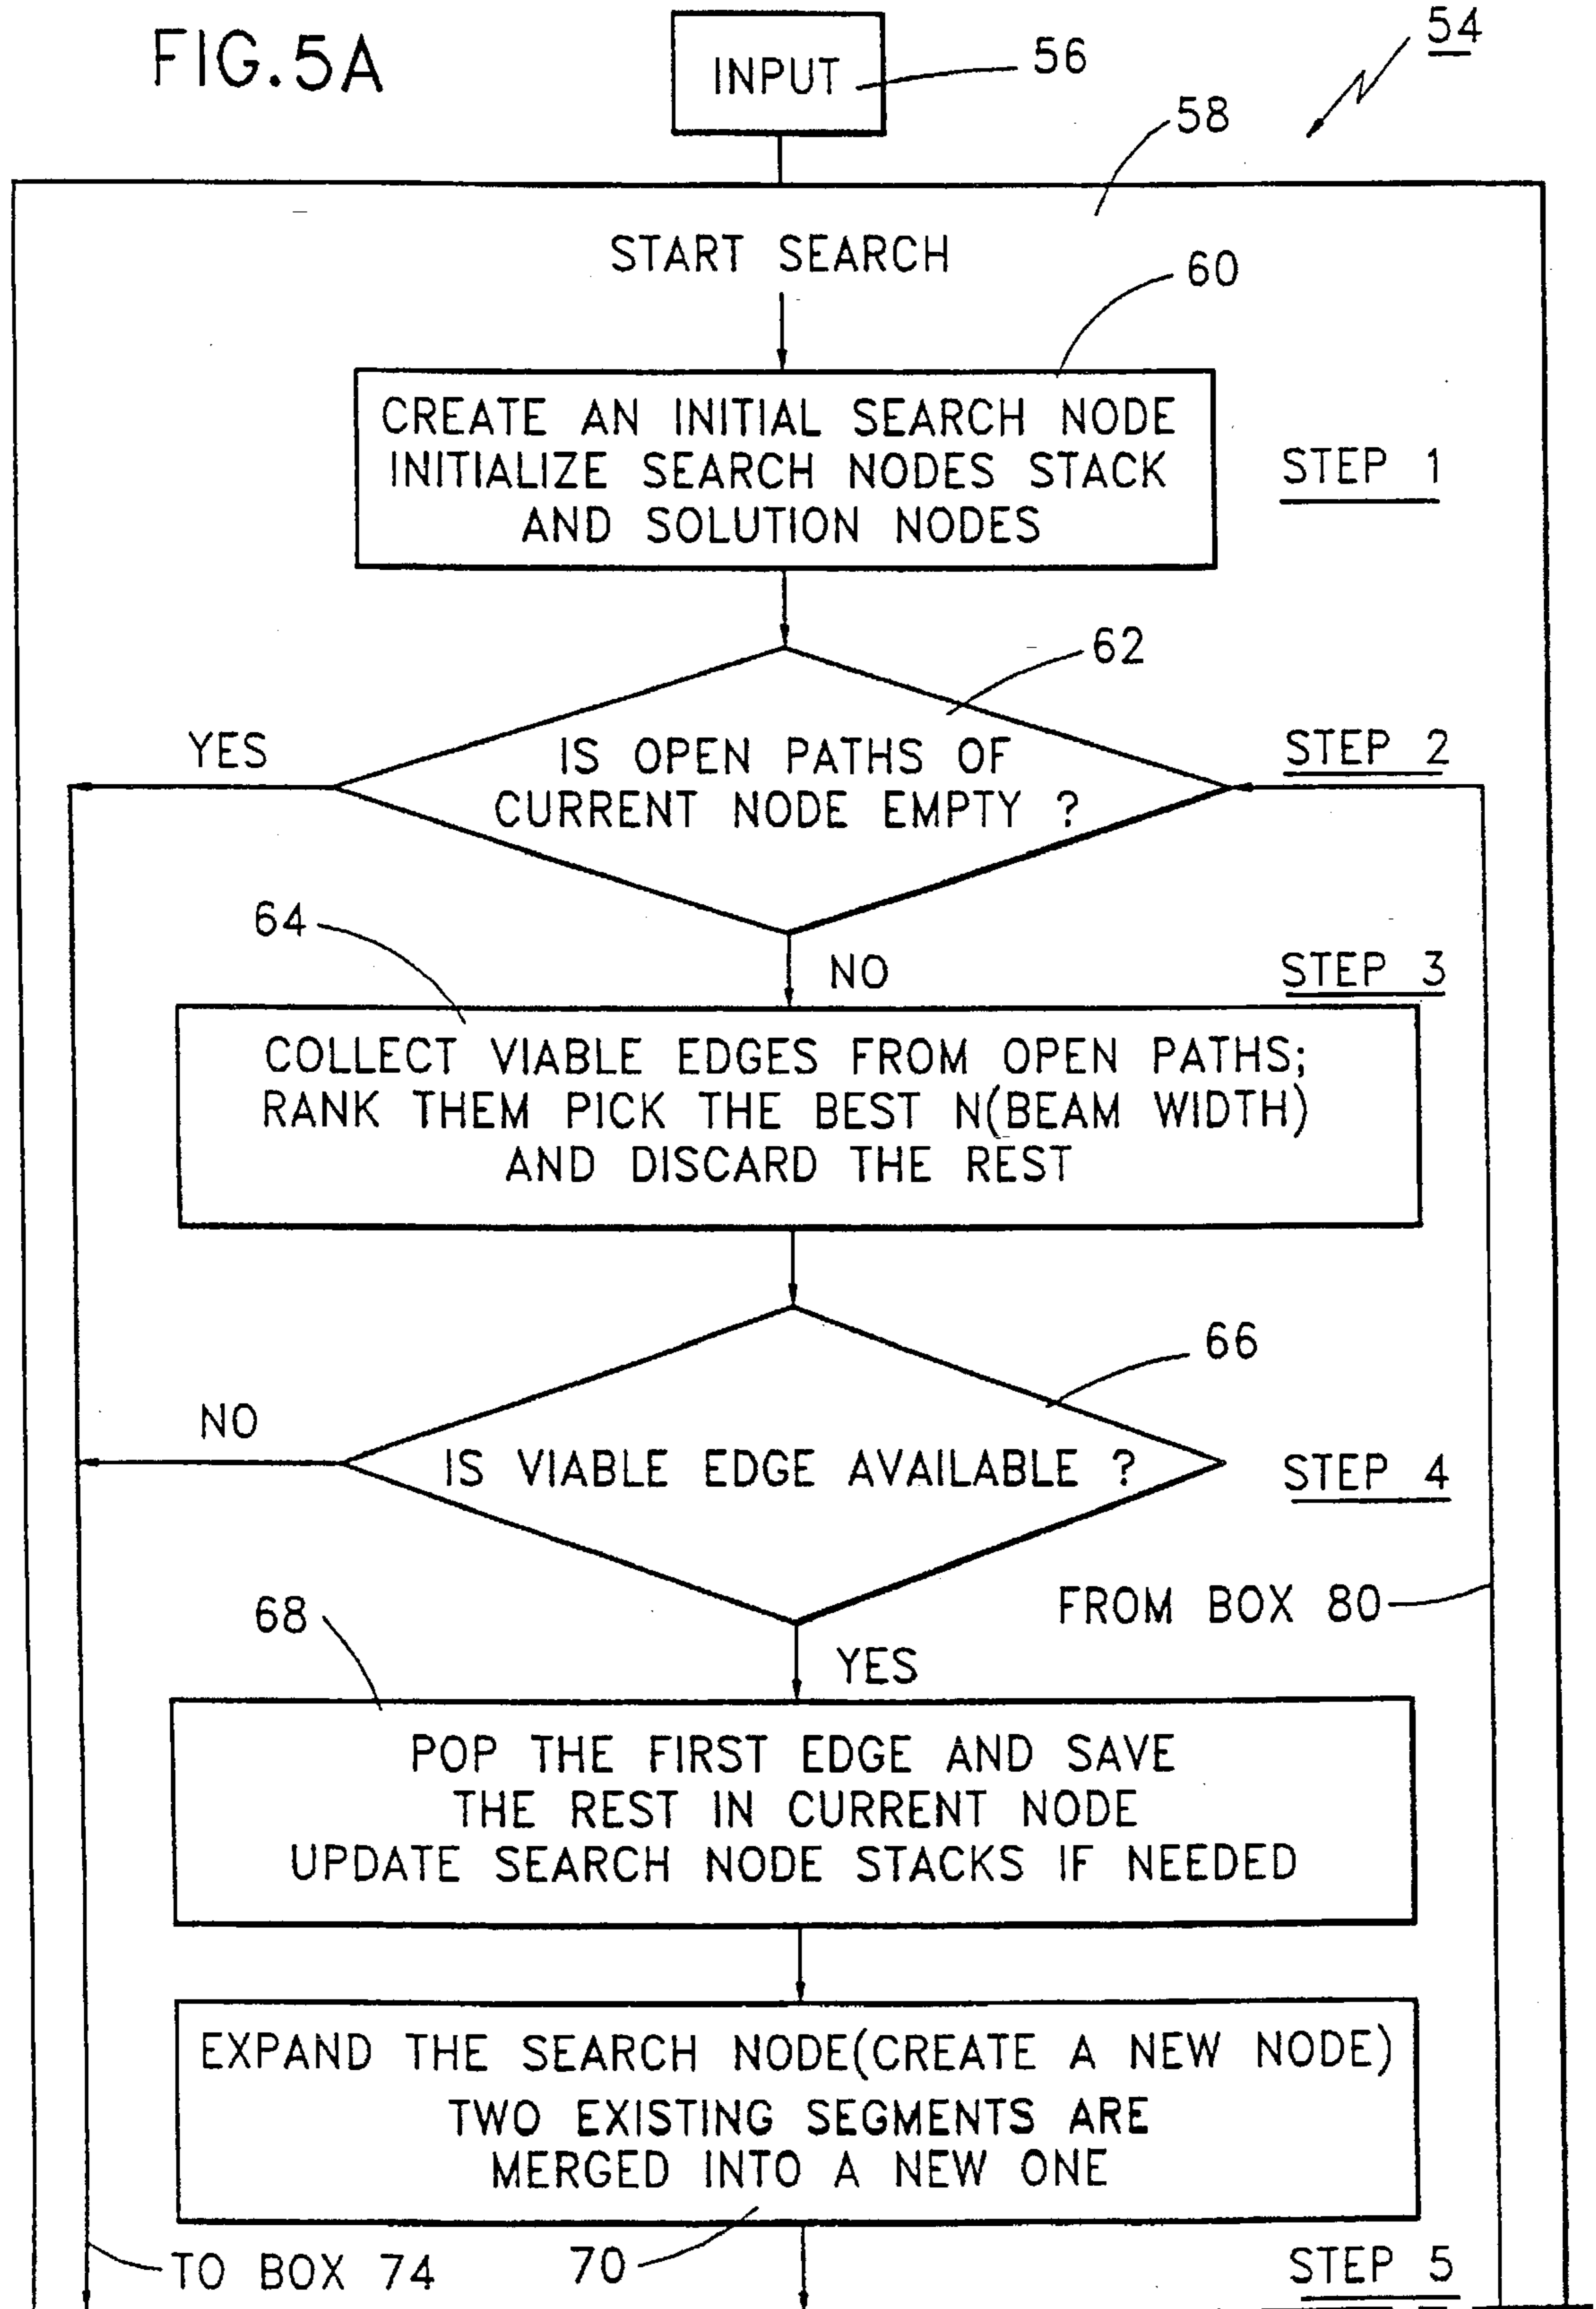 FIG.5A
INPUT
56
54
58
START SEARCH
60
CREATE AN INITIAL SEARCH NODE
INITIALIZE SEARCH NODES STACK
AND SOLUTION NODES
STEP 1
62
YES
IS OPEN PATHS OF
CURRENT NODE EMPTY ?
STEP 2
64
NO
STEP 3
COLLECT VIABLE EDGES FROM OPEN PATHS;
RANK THEM PICK THE BEST N(BEAM WIDTH)
AND DISCARD THE REST
66
NO
IS VIABLE EDGE AVAILABLE ?
STEP 4
FROM BOX 80
68
YES
POP THE FIRST EDGE AND SAVE
THE REST IN CURRENT NODE
UPDATE SEARCH NODE STACKS IF NEEDED
EXPAND THE SEARCH NODE(CREATE A NEW NODE)
TWO EXISTING SEGMENTS ARE
MERGED INTO A NEW ONE
TO BOX 74
70
STEP 5